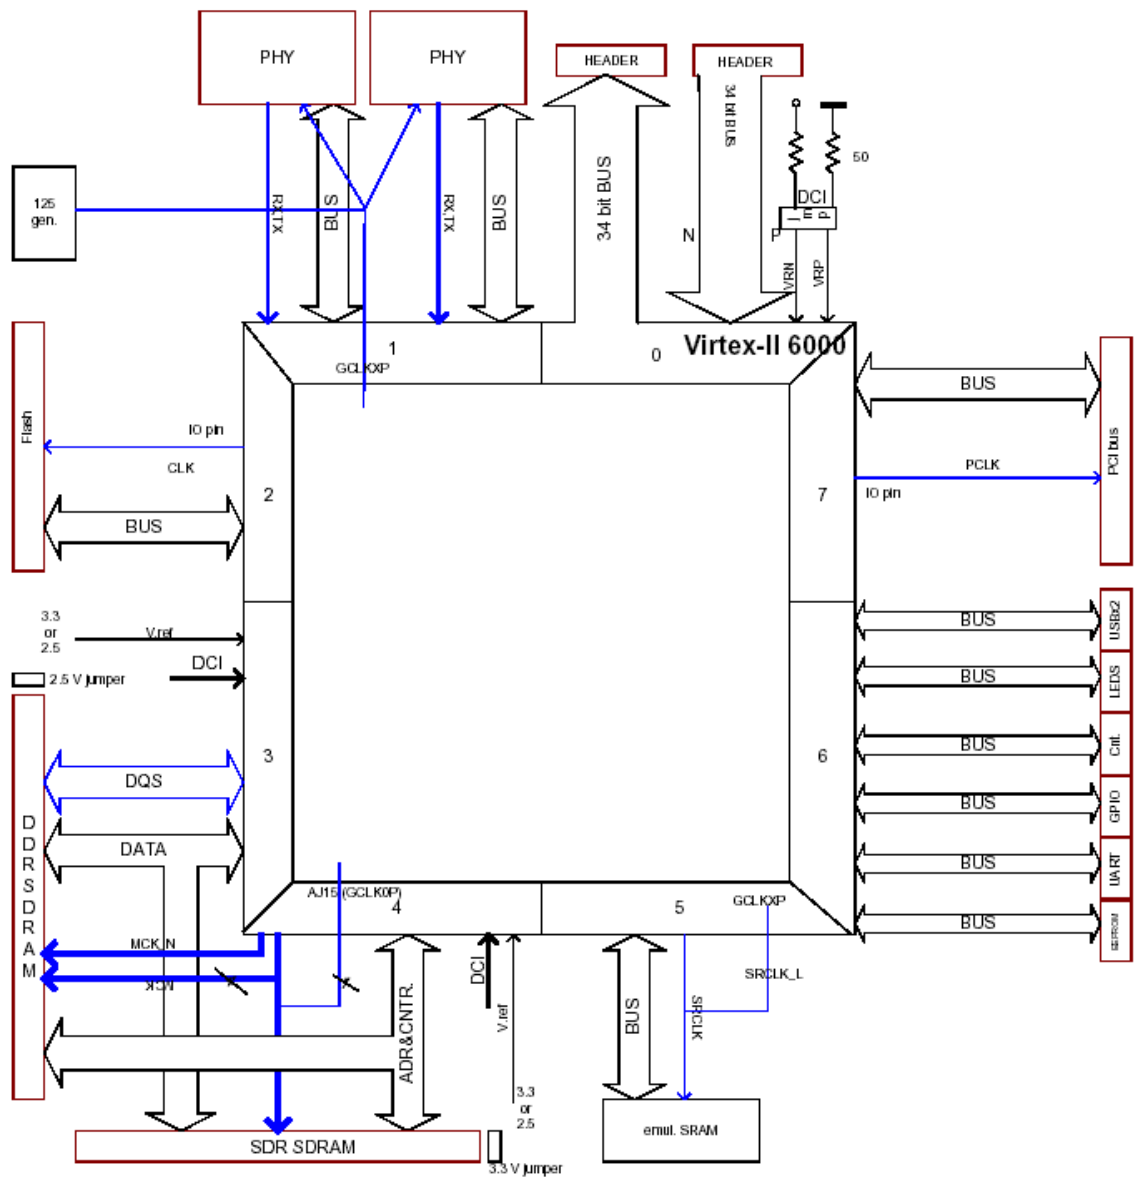 PHY
PHY
HEADER
HEADER
34 bit BUS
50
125
gen.
RX,TX
BUS
RX,TX
BUS
34 bit BUS
N
P
DCI
I
m
p
VRN
VRP
1
GCLKXP
0
Virtex-II 6000
Flash
IO pin
CLK
BUS
2
7
BUS
PCLK
IO pin
PCI bus
3.3
or
2.5
V.ref
DCI
2.5 V jumper
BUS
USBx2
BUS
LEDS
BUS
Cnt.
BUS
GPIO
BUS
UART
BUS
EEPROM
3
6
DQS
DATA
DDR SDRAM
MCK_N
MCK
AJ15 (GCLK0P)
4
5
GCLKXP
ADR&CNTR.
DCI
V.ref
3.3
or
2.5
BUS
SRCLK
SRCLK_L
SDR SDRAM
3.3 V jumper
emul. SRAM